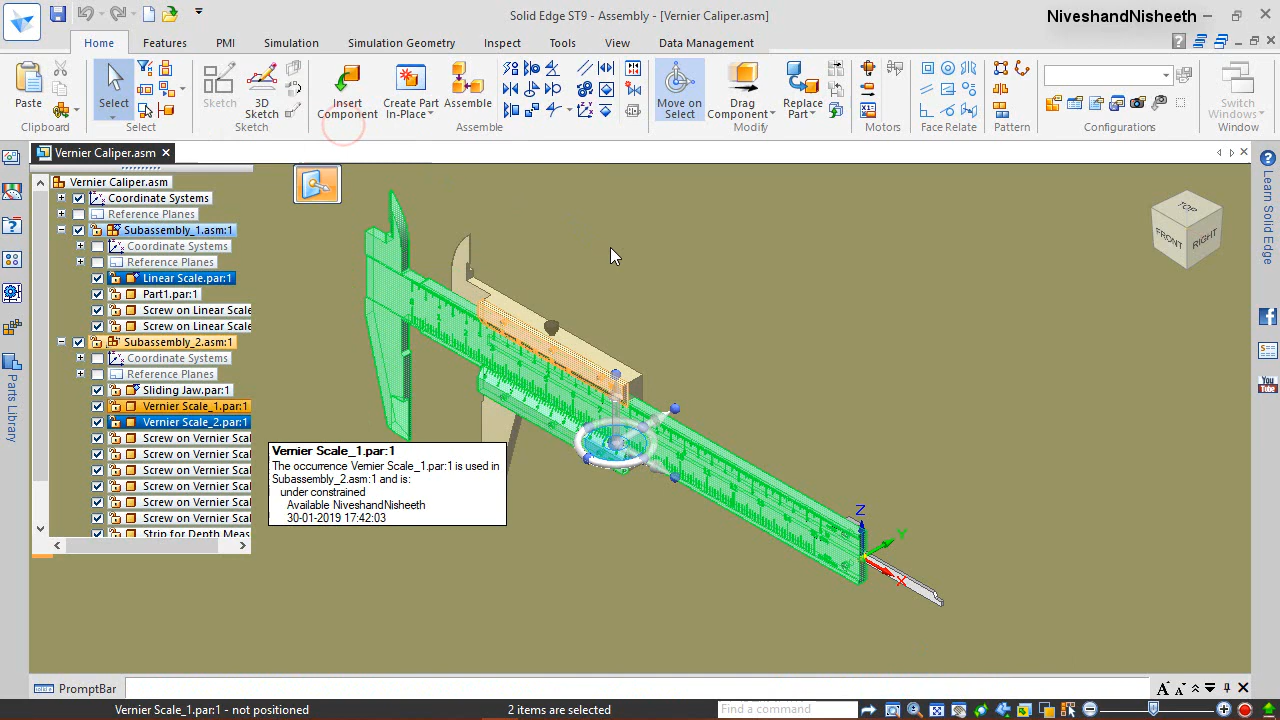 Solid Edge ST9 - Assembly - [Vernier Caliper.asm]
NiveshandNisheeth
Home
Features
PMI
Simulation
Simulation Geometry
Inspect
Tools
View
Data Management
Paste
Select
Sketch
3D
Sketch
Insert
Component
Create Part
In-Place
Assemble
Move on
Select
Drag
Component
Replace
Part
Switch
Windows
Clipboard
Select
Sketch
Assemble
Modify
Motors
Face Relate
Pattern
Configurations
Window
Vernier Caliper.asm
Vernier Caliper.asm
Coordinate Systems
Reference Planes
Subassembly_1.asm:1
Coordinate Systems
Reference Planes
Linear Scale.par:1
Part1.par:1
Screw on Linear Scale
Screw on Linear Scale
Subassembly_2.asm:1
Coordinate Systems
Reference Planes
Sliding Jaw.par:1
Vernier Scale_1.par:1
Vernier Scale_2.par:1
Screw on Vernier Scal
Screw on Vernier Scal
Screw on Vernier Scal
Screw on Vernier Scal
Screw on Vernier Scal
Screw on Vernier Scal
Strip for Depth Meas
Parts Library
Vernier Scale_1.par:1
The occurrence Vernier Scale_1.par:1 is used in
Subassembly_2.asm:1 and is:
under constrained
Available NiveshandNisheeth
30-01-2019 17:42:03
TOP
FRONT
RIGHT
Z
Y
X
Learn Solid Edge
You
Tube
PromptBar
Vernier Scale_1.par:1 - not positioned
2 items are selected
Find a command